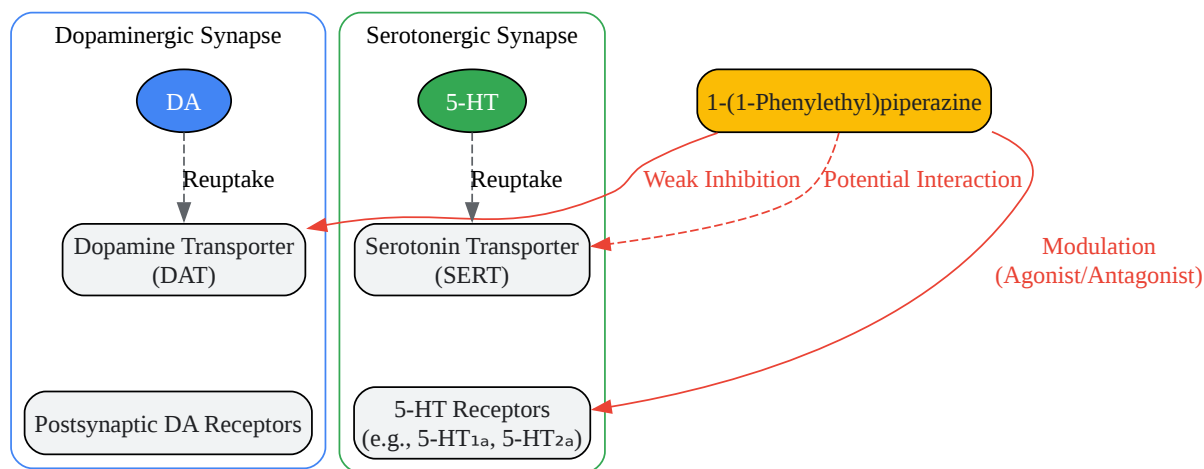 Dopaminergic Synapse
Serotonergic Synapse
DA
5-HT
1-(1-Phenylethyl)piperazine
Reuptake
Reuptake
Weak Inhibition
Potential Interaction
Dopamine Transporter
(DAT)
Serotonin Transporter
(SERT)
Modulation
(Agonist/Antagonist)
Postsynaptic DA Receptors
5-HT Receptors
(e.g., 5-HT₁ₐ, 5-HT₂ₐ)